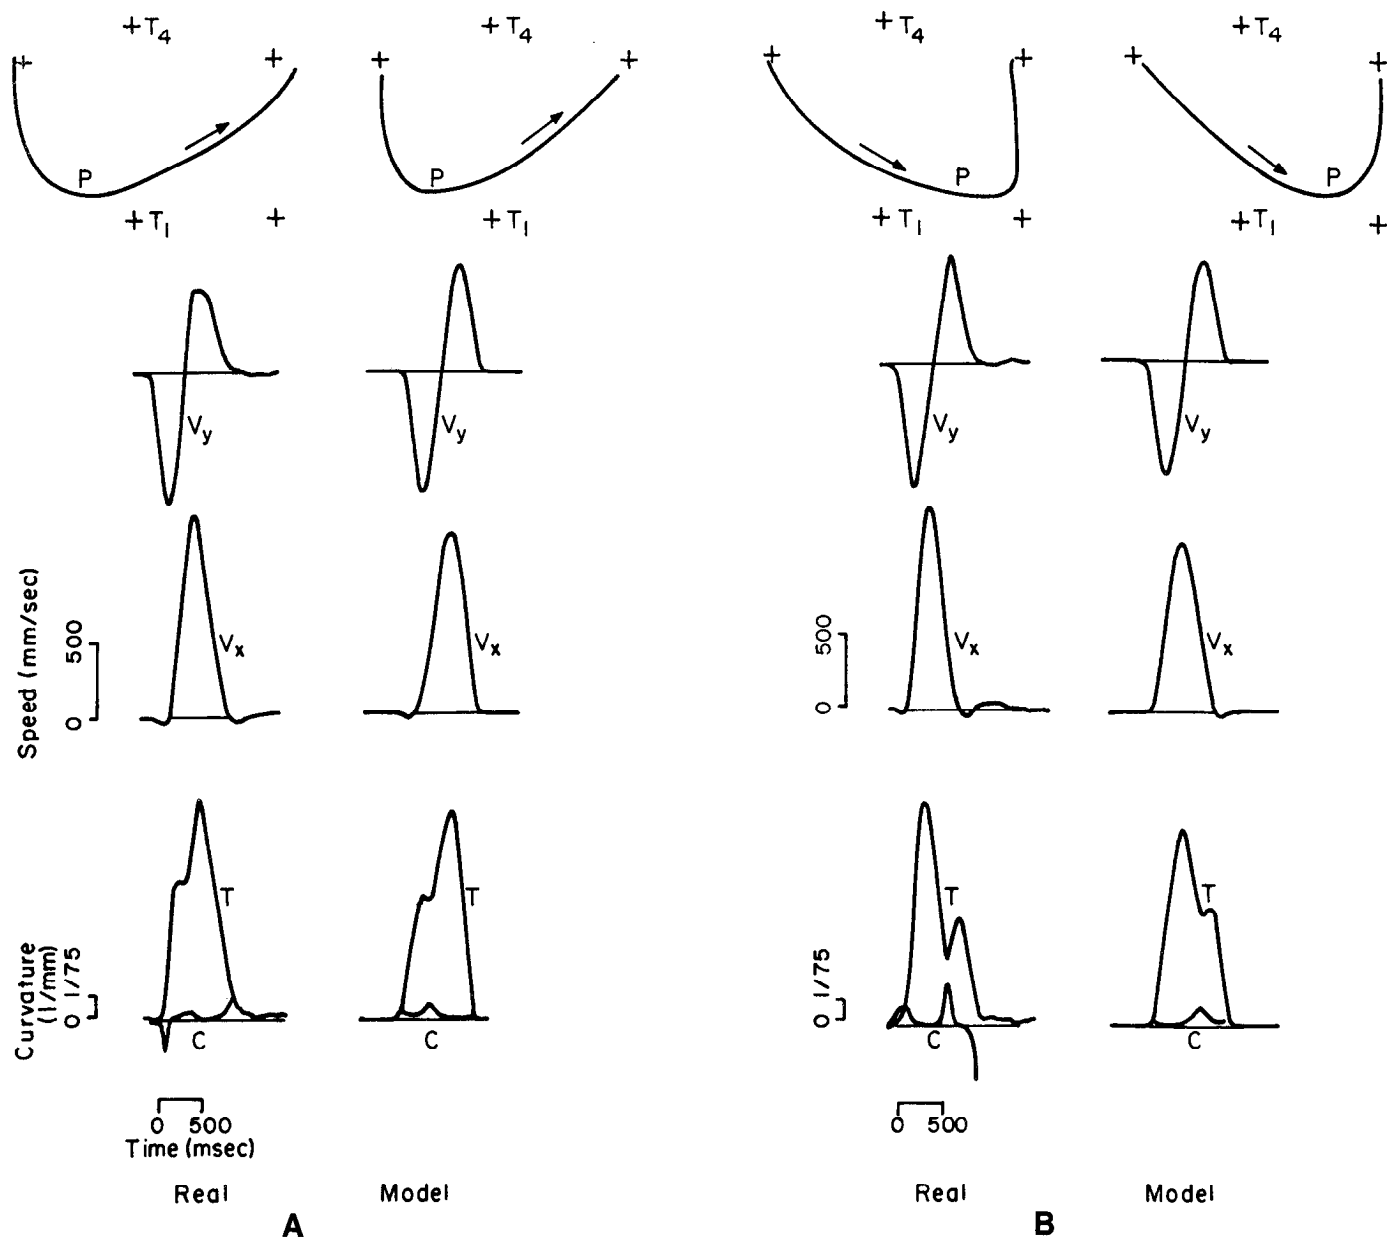 +T4 +T4 +T4 +T4
P P P P
+T1 +T1 +T1 +T1
Vy Vy Vy Vy
Speed (mm/sec)
0 500
Vx Vx
0 500
Vx Vx
Curvature
(1/mm)
0 1/75
T T
C C
0 1/75
T T
C C
0 500
Time (msec)
0 500
Real Model Real Model
A B